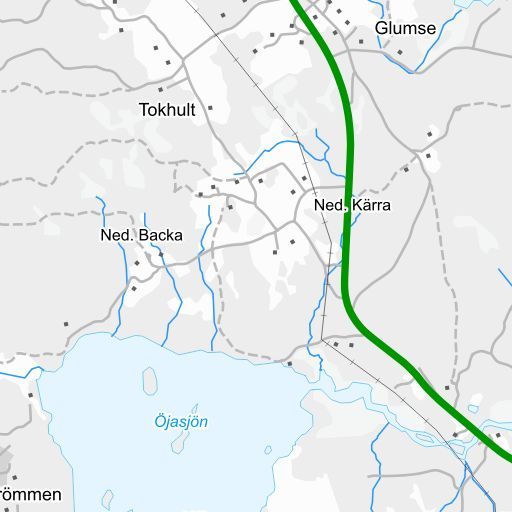 Glumse
Tokhult
Ned. Kärra
Ned. Backa
Öjasjön
römmen